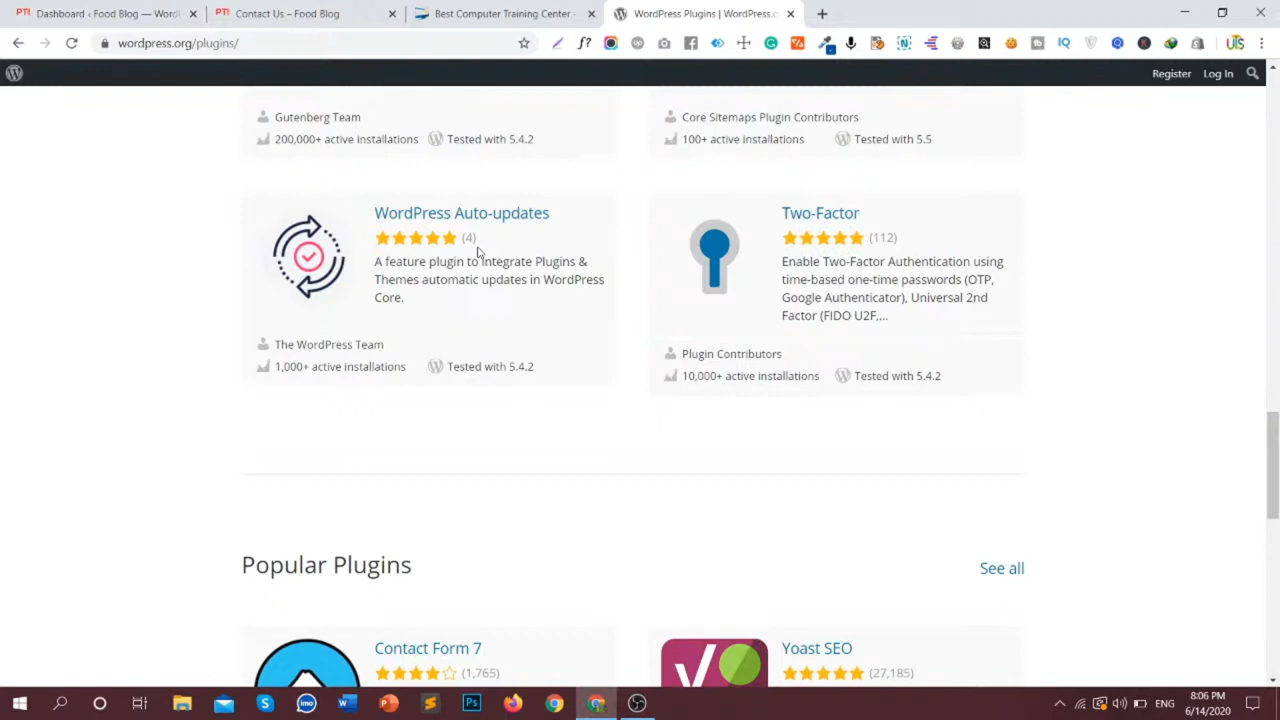 Dashboard ‹ Food Blog — WordP
Contact Us – Food Blog
Best Computer Training Center -
WordPress Plugins | WordPress.o
wordpress.org/plugins/
Register
Log In
Gutenberg Team
200,000+ active installations
Tested with 5.4.2
Core Sitemaps Plugin Contributors
100+ active installations
Tested with 5.5
WordPress Auto-updates
(4)
A feature plugin to integrate Plugins &
Themes automatic updates in WordPress
Core.
The WordPress Team
1,000+ active installations
Tested with 5.4.2
Two-Factor
(112)
Enable Two-Factor Authentication using
time-based one-time passwords (OTP,
Google Authenticator), Universal 2nd
Factor (FIDO U2F,...
Plugin Contributors
10,000+ active installations
Tested with 5.4.2
Popular Plugins
See all
Contact Form 7
(1,765)
Yoast SEO
(27,185)
ENG
8:06 PM
6/14/2020